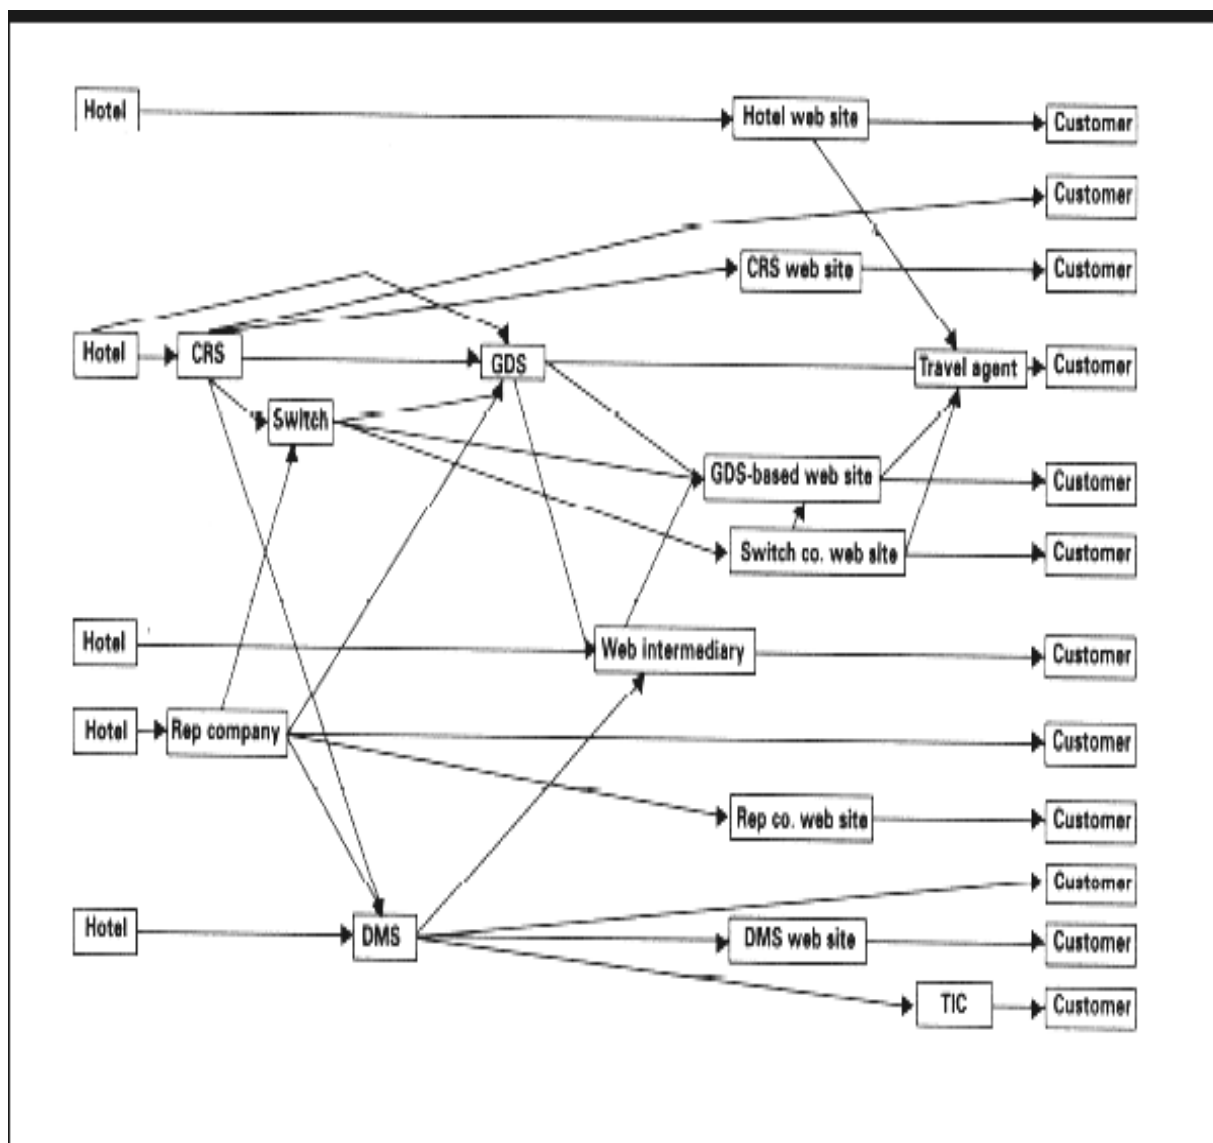 Hotel
Hotel web site
Customer
Customer
CRS web site
Customer
Hotel
CRS
GDS
Travel agent
Customer
Switch
GDS-based web site
Customer
Switch co. web site
Customer
Hotel
Web intermediary
Customer
Hotel
Rep company
Customer
Rep co. web site
Customer
Customer
Hotel
DMS
DMS web site
Customer
TIC
Customer